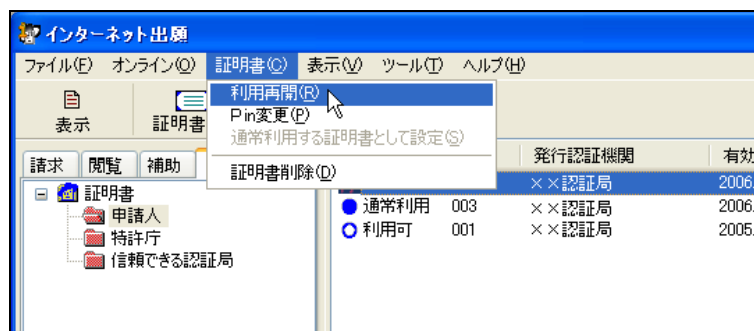 インターネット出願
ファイル(F) オンライン(O) 証明書(C) 表示(V) ツール(T) ヘルプ(H)
表示
証明書
利用再開(R)
Pin変更(P)
通常利用する証明書として設定(S)
証明書削除(D)
請求 閲覧 補助
発行認証機関 有効
証明書
申請人
特許庁
信頼できる認証局
××認証局 2006.
通常利用 003 ××認証局 2006.
利用可 001 ××認証局 2005.